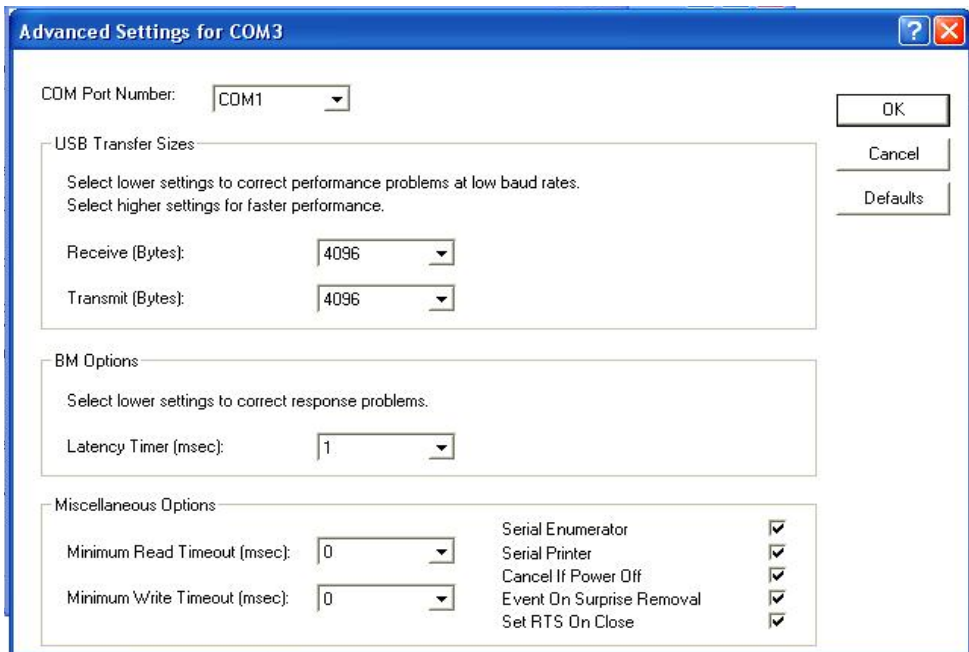 Advanced Settings for COM3
COM Port Number: COM1
OK
Cancel
Defaults
USB Transfer Sizes
Select lower settings to correct performance problems at low baud rates.
Select higher settings for faster performance.
Receive (Bytes): 4096
Transmit (Bytes): 4096
BM Options
Select lower settings to correct response problems.
Latency Timer (msec): 1
Miscellaneous Options
Minimum Read Timeout (msec): 0
Minimum Write Timeout (msec): 0
Serial Enumerator
Serial Printer
Cancel If Power Off
Event On Surprise Removal
Set RTS On Close